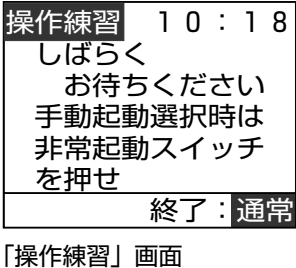 操作練習 10：18
しばらく
お待ちください
手動起動選択時は
非常起動スイッチ
を押せ
終了：通常
「操作練習」画面